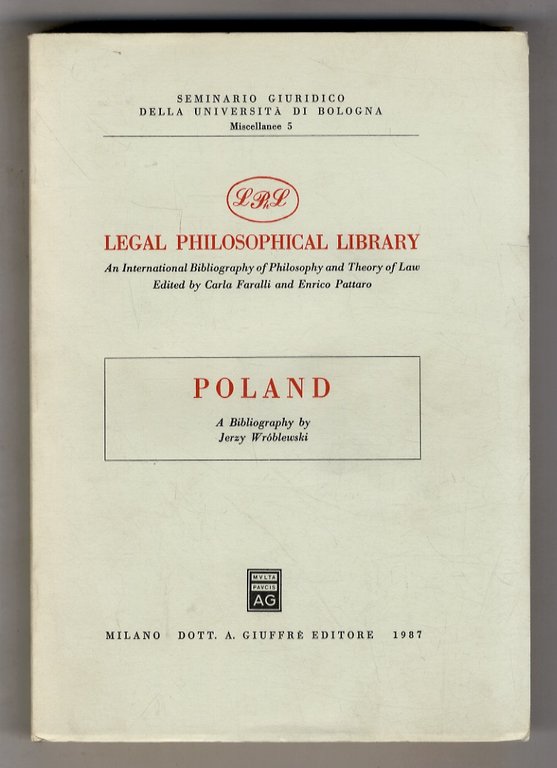 SEMINARIO GIURIDICO
DELLA UNIVERSITÀ DI BOLOGNA
Miscellanee 5
LPhL
LEGAL PHILOSOPHICAL LIBRARY
An International Bibliography of Philosophy and Theory of Law
Edited by Carla Faralli and Enrico Pattaro
POLAND
A Bibliography by
Jerzy Wróblewski
MVLTA
PAVCIS
AG
MILANO DOTT. A. GIUFFRÈ EDITORE 1987